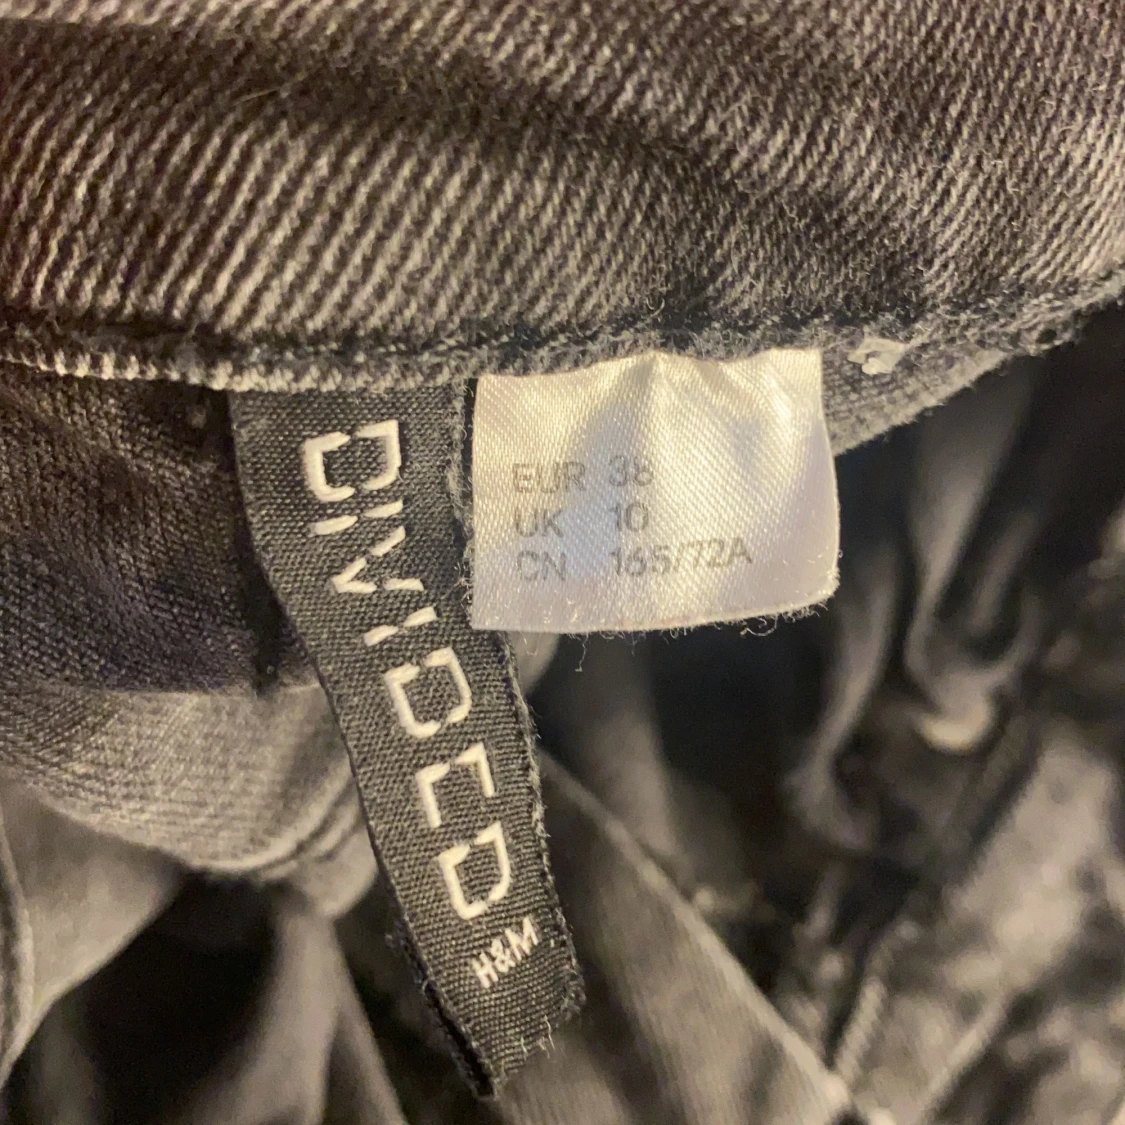 DIVIDED
H&M
EUR 38
UK 10
CN 165/72A